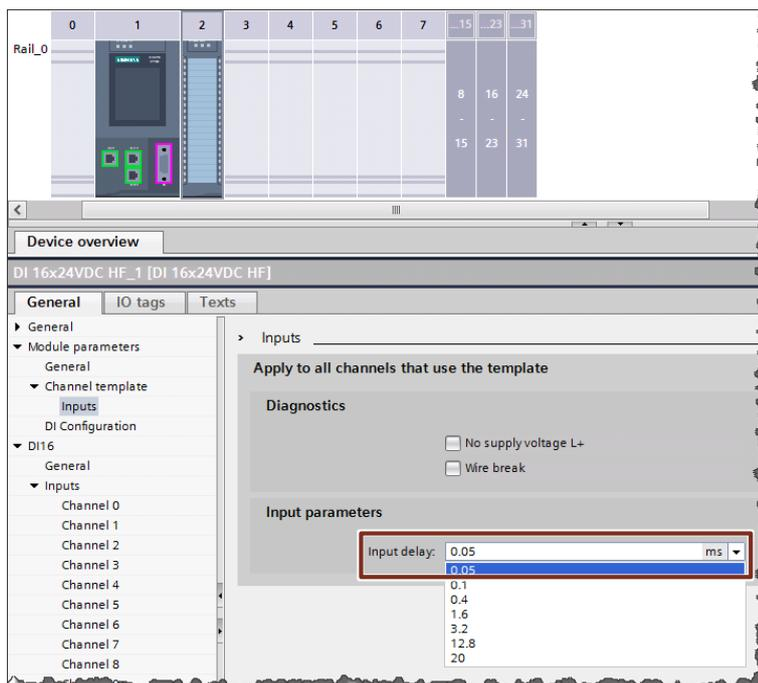 0 1 2 3 4 5 6 7 ...15 ...23 ...31
Rail_0
8 16 24
- - -
15 23 31
Device overview
DI 16x24VDC HF_1 [DI 16x24VDC HF]
General IO tags Texts
General
Module parameters
General
Channel template
Inputs
DI Configuration
DI16
General
Inputs
Channel 0
Channel 1
Channel 2
Channel 3
Channel 4
Channel 5
Channel 6
Channel 7
Channel 8
Inputs
Apply to all channels that use the template
Diagnostics
No supply voltage L+
Wire break
Input parameters
Input delay: 0.05 ms
0.05
0.1
0.4
1.6
3.2
12.8
20